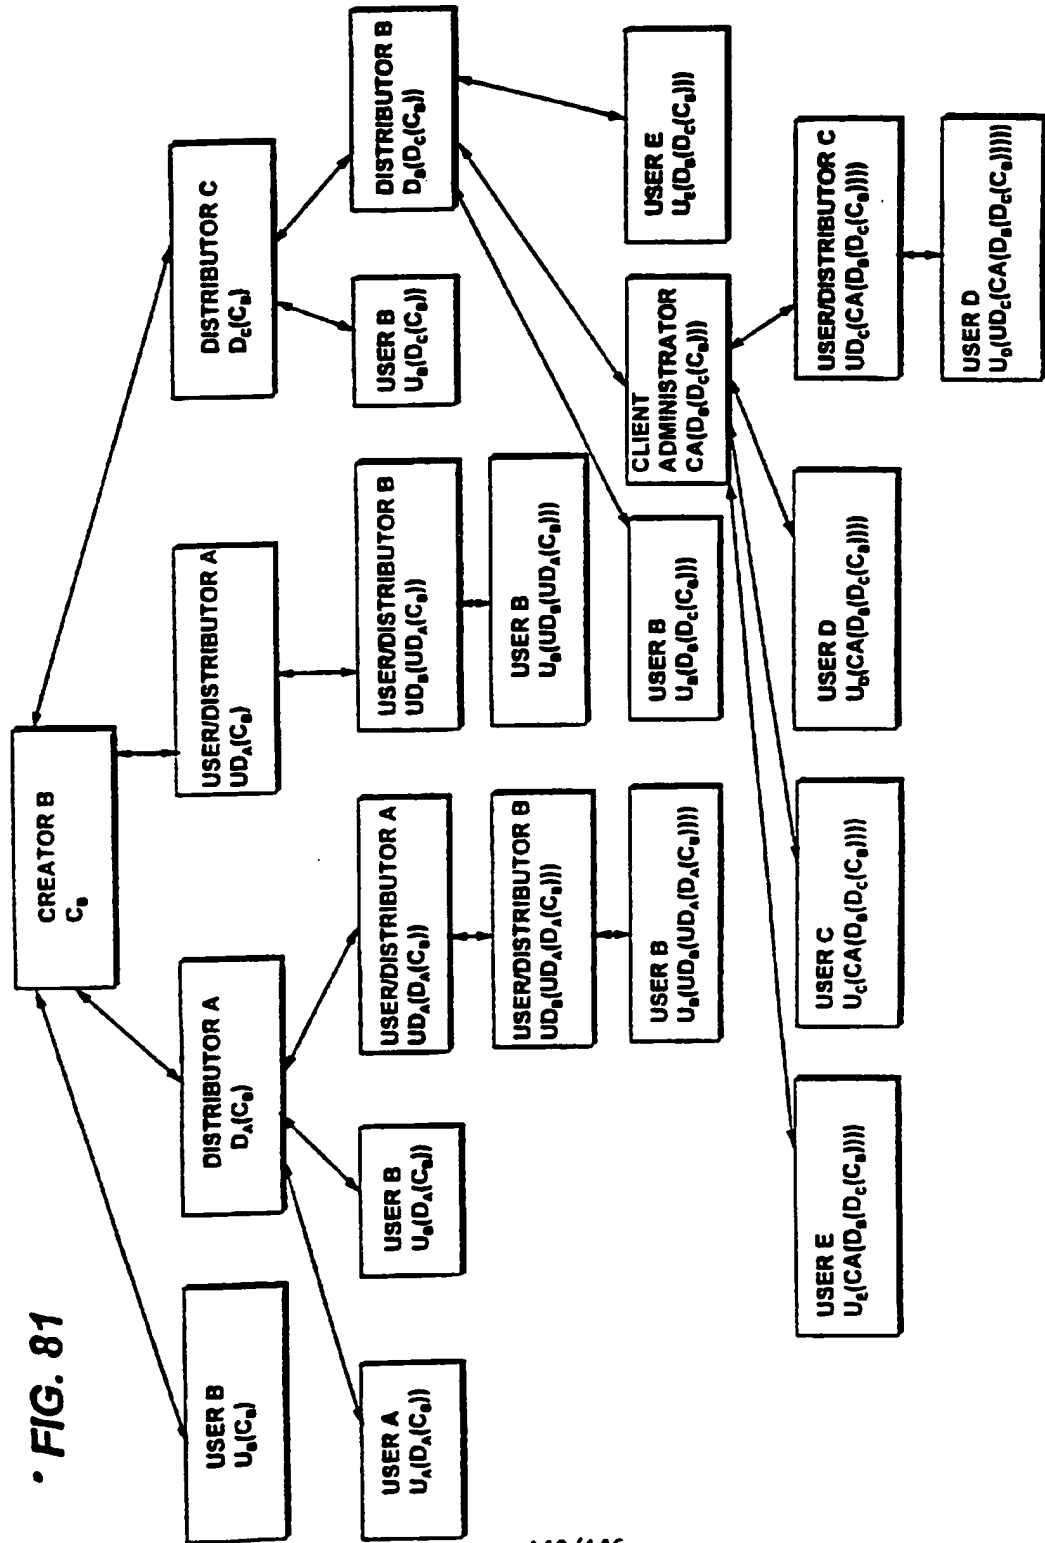 FIG. 81
CREATOR B
C_B
USER B
U_B(C_B)
DISTRIBUTOR A
D_A(C_B)
USER/DISTRIBUTOR A
UD_A(C_B)
DISTRIBUTOR C
D_C(C_B)
USER A
U_A(D_A(C_B))
USER B
U_B(D_A(C_B))
USER/DISTRIBUTOR A
UD_A(D_A(C_B))
USER/DISTRIBUTOR B
UD_B(UD_A(C_B))
USER B
U_B(D_C(C_B))
DISTRIBUTOR B
D_B(D_C(C_B))
USER/DISTRIBUTOR B
UD_B(UD_A(D_A(C_B)))
USER B
U_B(UD_B(UD_A(C_B)))
USER B
U_B(UD_B(UD_A(D_A(C_B))))
USER B
U_B(D_B(D_C(C_B)))
CLIENT
ADMINISTRATOR
CA(D_B(D_C(C_B)))
USER E
U_E(D_B(D_C(C_B)))
USER E
U_E(CA(D_B(D_C(C_B))))
USER C
U_C(CA(D_B(D_C(C_B))))
USER D
U_D(CA(D_B(D_C(C_B))))
USER/DISTRIBUTOR C
UD_C(CA(D_B(D_C(C_B))))
USER D
U_D(UD_C(CA(D_B(D_C(C_B)))))